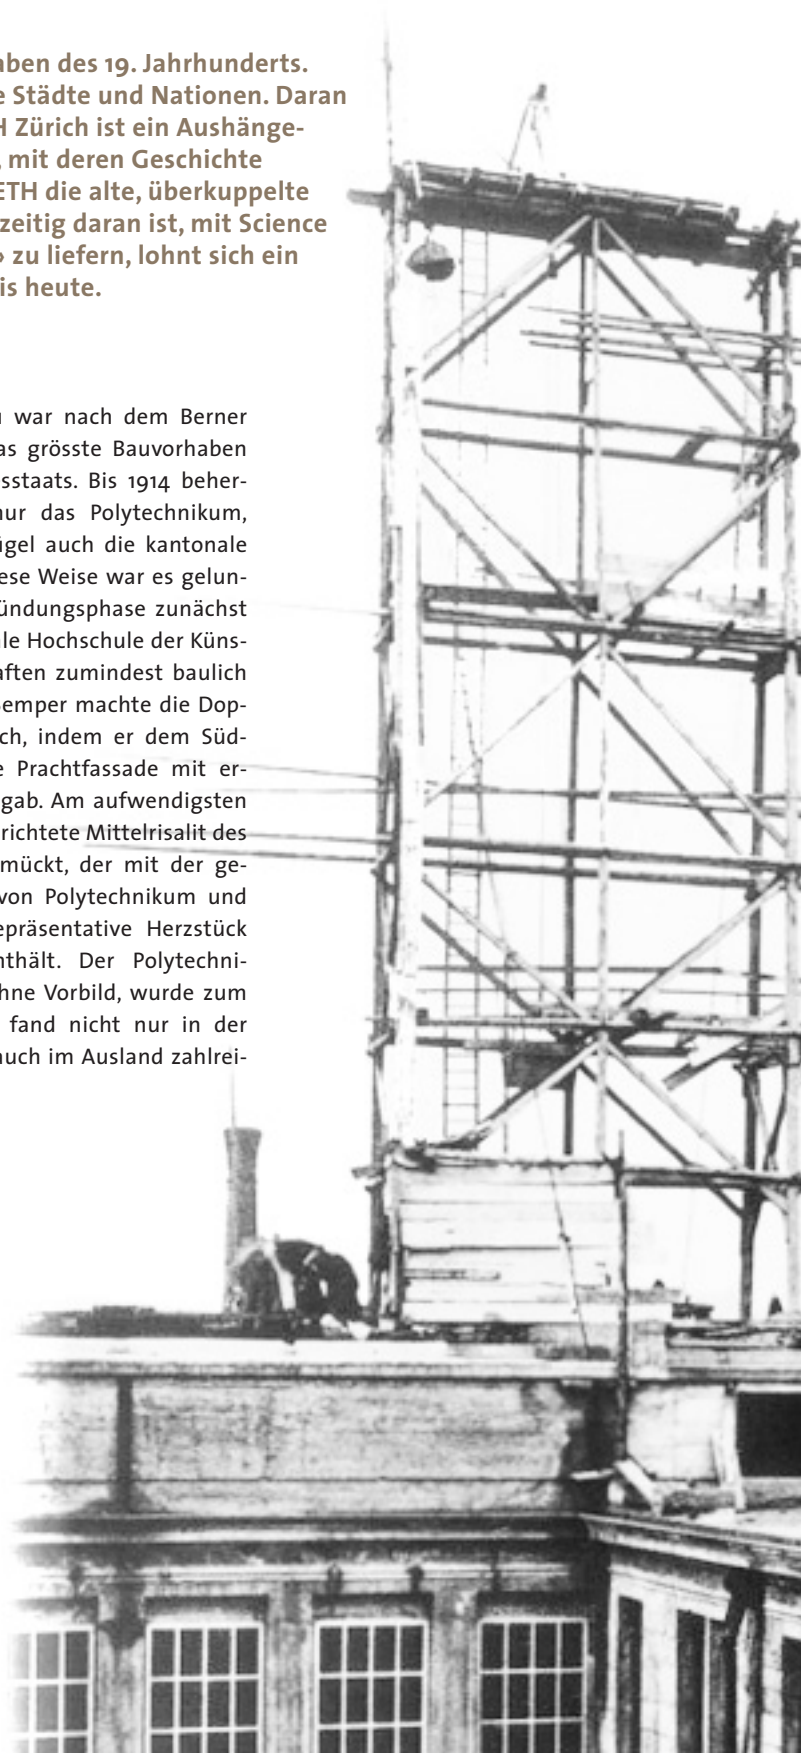 aben des 19. Jahrhunderts.
e Städte und Nationen. Daran
H Zürich ist ein Aushänge-
, mit deren Geschichte
ETH die alte, überkuppelte
zeitig daran ist, mit Science
» zu liefern, lohnt sich ein
is heute.
war nach dem Berner
as grösste Bauvorhaben
sstaats. Bis 1914 beher-
nur das Polytechnikum,
ügel auch die kantonale
ese Weise war es gelun-
ündungsphase zunächst
le Hochschule der Küns-
aften zumindest baulich
Semper machte die Dop-
ch, indem er dem Süd-
e Prachtfassade mit er-
gab. Am aufwendigsten
richtete Mittelrisalit des
mückt, der mit der ge-
von Polytechnikum und
epräsentative Herzstück
nthält. Der Polytechni-
hne Vorbild, wurde zum
fand nicht nur in der
auch im Ausland zahlrei-